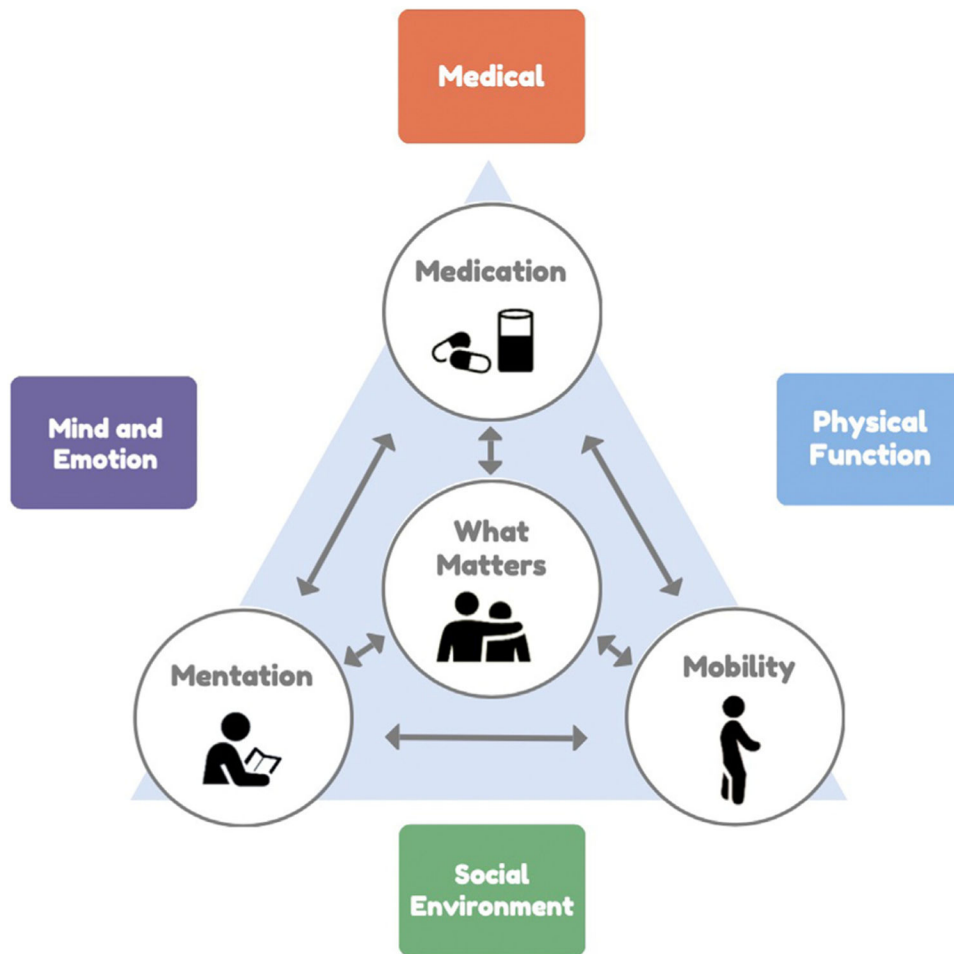 Medical
Medication
Mind and
Emotion
Physical
Function
What
Matters
Mentation
Mobility
Social
Environment